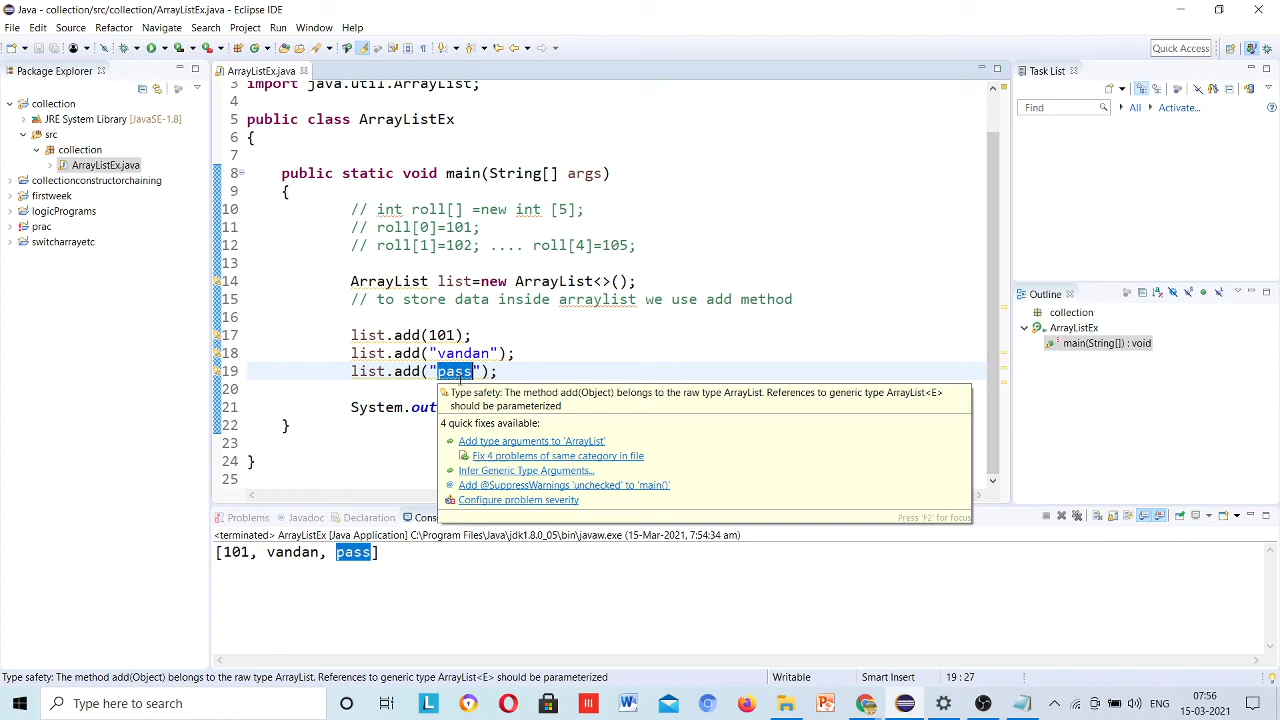 Java - collection/src/collection/ArrayListEx.java - Eclipse IDE
File Edit Source Refactor Navigate Search Project Run Window Help
Quick Access
Package Explorer
collection
JRE System Library [JavaSE-1.8]
src
collection
ArrayListEx.java
collectionconstructorchaining
firstweek
logicPrograms
prac
switcharrayetc
ArrayListEx.java
3 import java.util.ArrayList;
4
5 public class ArrayListEx
6 {
7
8 public static void main(String[] args)
9 {
10 // int roll[] =new int [5];
11 // roll[0]=101;
12 // roll[1]=102; .... roll[4]=105;
13
14 ArrayList list=new ArrayList<>();
15 // to store data inside arraylist we use add method
16
17 list.add(101);
18 list.add("vandan");
19 list.add("pass");
20
21 System.out
22 }
23
24 }
25
Type safety: The method add(Object) belongs to the raw type ArrayList. References to generic type ArrayList<E>
should be parameterized
4 quick fixes available:
Add type arguments to 'ArrayList'
Fix 4 problems of same category in file
Infer Generic Type Arguments...
Add @SuppressWarnings 'unchecked' to 'main()'
Configure problem severity
Press 'F2' for focus
Task List
Find All Activate...
Outline
collection
ArrayListEx
main(String[]) : void
Problems Javadoc Declaration Cons
<terminated> ArrayListEx [Java Application] C:\Program Files\Java\jdk1.8.0_05\bin\javaw.exe (15-Mar-2021, 7:54:34 am)
[101, vandan, pass]
Type safety: The method add(Object) belongs to the raw type ArrayList. References to generic type ArrayList<E> should be parameterized
Writable Smart Insert 19 : 27
Type here to search
ENG
07:56
15-03-2021